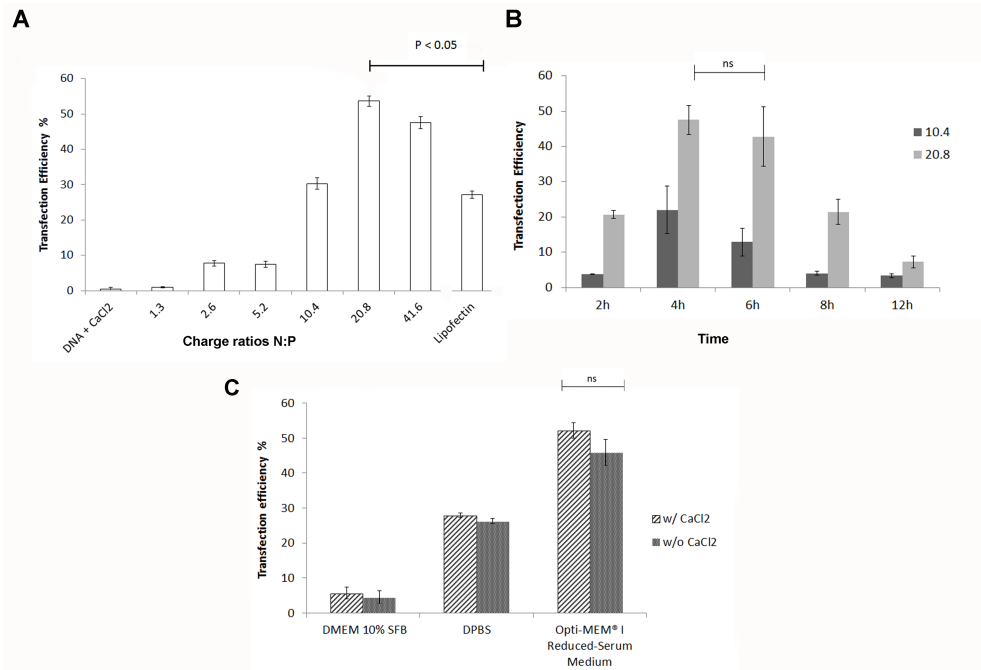 A
P < 0.05
Transfection Efficiency %
60
50
40
30
20
10
0
DNA + CaCl2
1.3
2.6
5.2
10.4
20.8
41.6
Lipofectin
Charge ratios N:P
B
ns
Transfection Efficiency
60
50
40
30
20
10
0
10.4
20.8
2h
4h
6h
8h
12h
Time
C
ns
Transfection efficiency %
60
50
40
30
20
10
0
w/ CaCl2
w/o CaCl2
DMEM 10% SFB
DPBS
Opti-MEM® I
Reduced-Serum
Medium